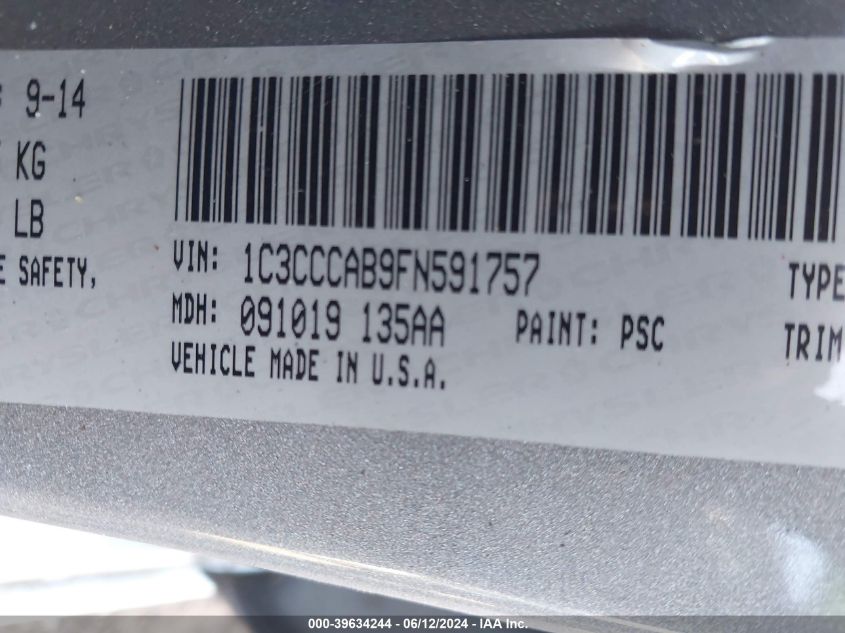 9-14
KG
LB
SAFETY,
VIN: 1C3CCCAB9FN591757
MDH: 091019 135AA
PAINT: PSC
VEHICLE MADE IN U.S.A.
TYPE
TRIM
000-39634244 - 06/12/2024 - IAA Inc.